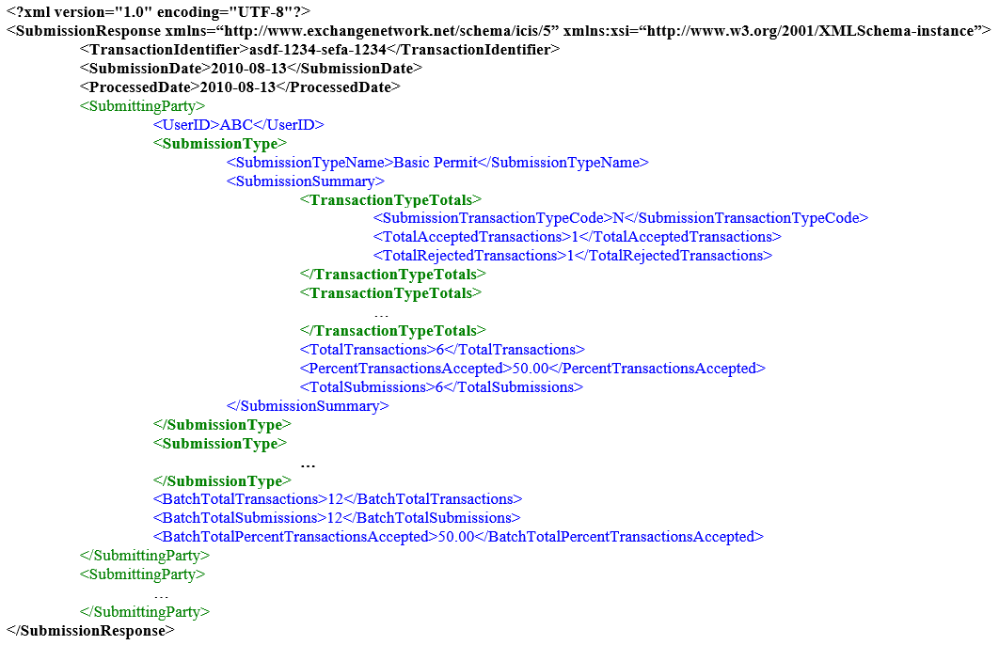 <?xml version="1.0" encoding="UTF-8"?>
<SubmissionResponse xmlns=“http://www.exchangenetwork.net/schema/icis/5” xmlns:xsi=“http://www.w3.org/2001/XMLSchema-instance”>
<TransactionIdentifier>asdf-1234-sefa-1234</TransactionIdentifier>
<SubmissionDate>2010-08-13</SubmissionDate>
<ProcessedDate>2010-08-13</ProcessedDate>
<SubmittingParty>
<UserID>ABC</UserID>
<SubmissionType>
<SubmissionTypeName>Basic Permit</SubmissionTypeName>
<SubmissionSummary>
<TransactionTypeTotals>
<SubmissionTransactionTypeCode>N</SubmissionTransactionTypeCode>
<TotalAcceptedTransactions>1</TotalAcceptedTransactions>
<TotalRejectedTransactions>1</TotalRejectedTransactions>
</TransactionTypeTotals>
<TransactionTypeTotals>
…
</TransactionTypeTotals>
<TotalTransactions>6</TotalTransactions>
<PercentTransactionsAccepted>50.00</PercentTransactionsAccepted>
<TotalSubmissions>6</TotalSubmissions>
</SubmissionSummary>
</SubmissionType>
<SubmissionType>
…
</SubmissionType>
<BatchTotalTransactions>12</BatchTotalTransactions>
<BatchTotalSubmissions>12</BatchTotalSubmissions>
<BatchTotalPercentTransactionsAccepted>50.00</BatchTotalPercentTransactionsAccepted>
</SubmittingParty>
<SubmittingParty>
…
</SubmittingParty>
</SubmissionResponse>